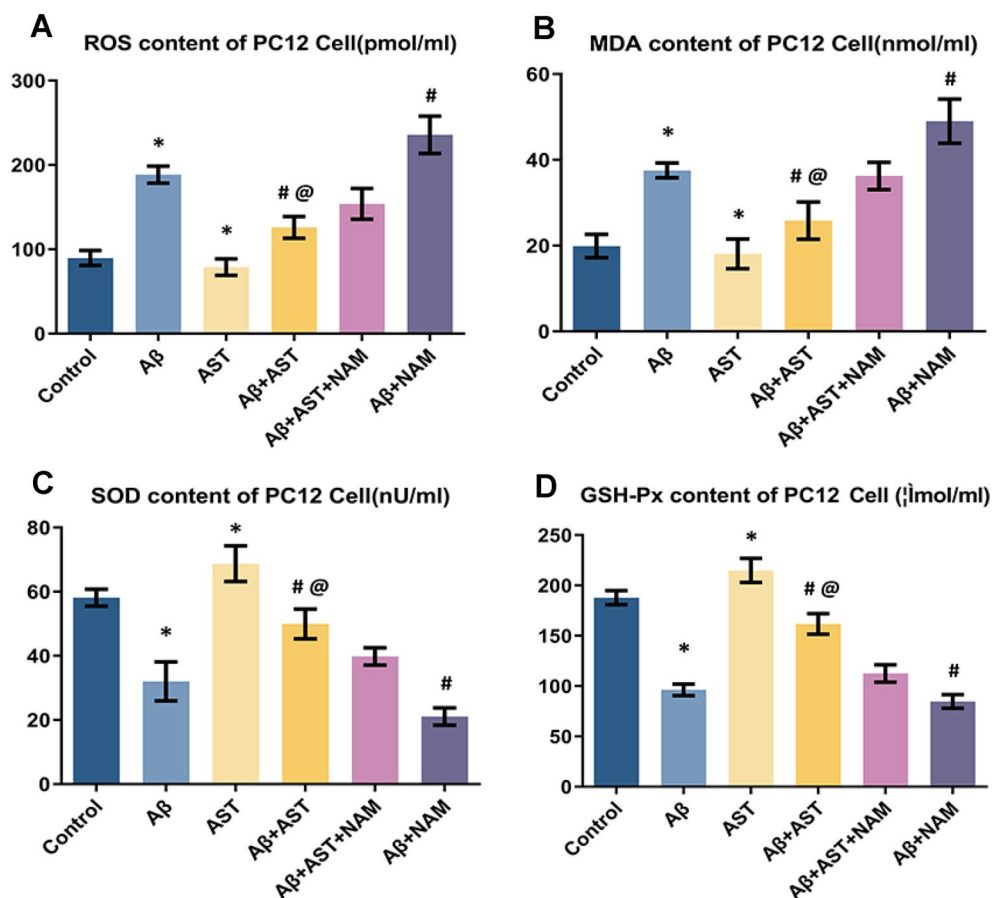 A
ROS content of PC12 Cell(pmol/ml)
300
200
100
0
*
*
# @
#
Control
Aβ
AST
Aβ+AST
Aβ+AST+NAM
Aβ+NAM
B
MDA content of PC12 Cell(nmol/ml)
60
40
20
0
*
*
# @
#
Control
Aβ
AST
Aβ+AST
Aβ+AST+NAM
Aβ+NAM
C
SOD content of PC12 Cell(nU/ml)
80
60
40
20
0
*
*
# @
#
Control
Aβ
AST
Aβ+AST
Aβ+AST+NAM
Aβ+NAM
D
GSH-Px content of PC12 Cell (¦Ìmol/ml)
250
200
150
100
50
0
*
*
# @
#
Control
Aβ
AST
Aβ+AST
Aβ+AST+NAM
Aβ+NAM